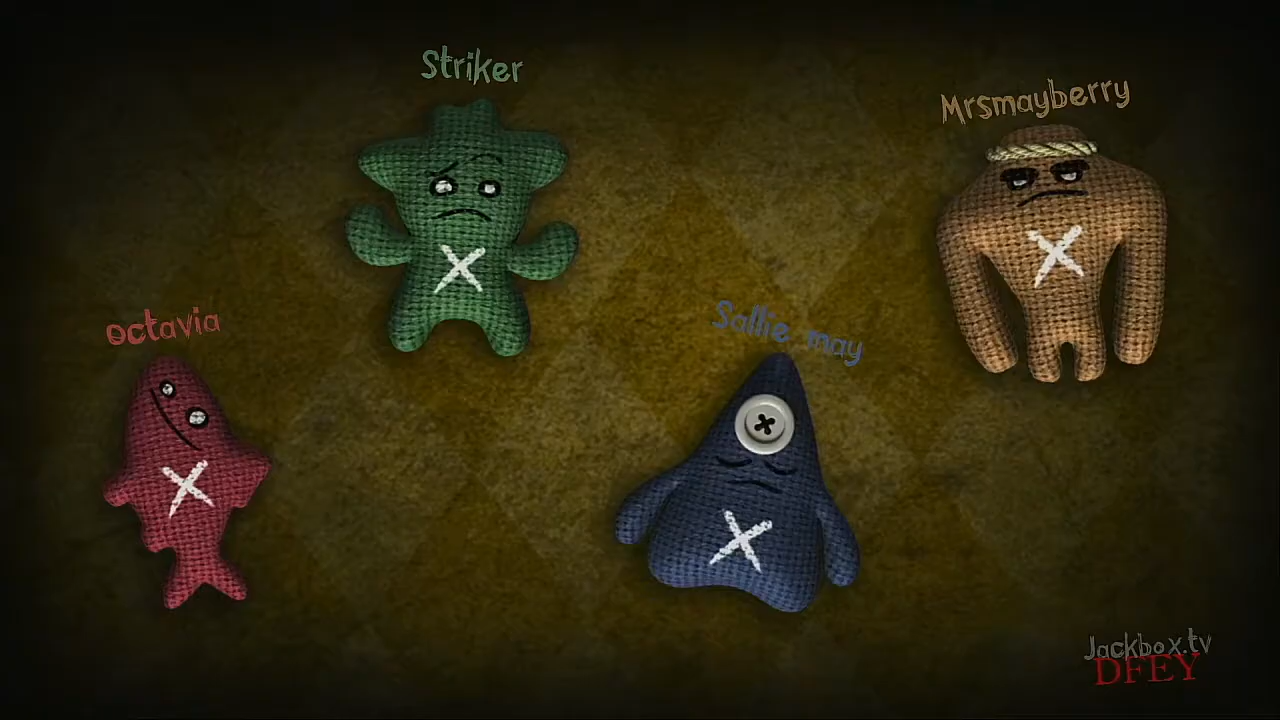 Striker
Mrsmayberry
octavia
Sallie may
Jackbox.tv
DFEY